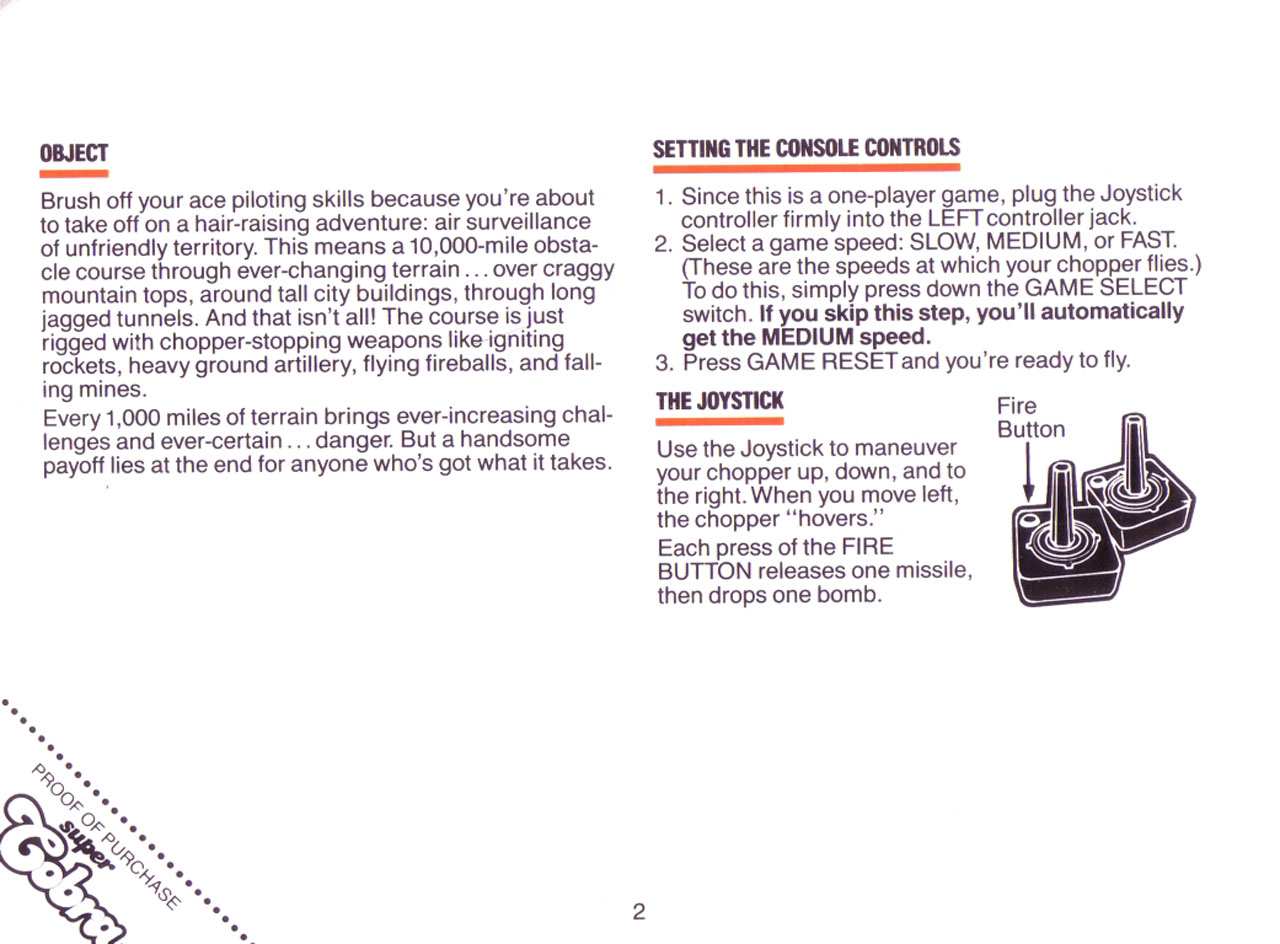 OBJECT
Brush off your ace piloting skills because you're about
to take off on a hair-raising adventure: air surveillance
of unfriendly territory. This means a 10,000-mile obsta-
cle course through ever-changing terrain . . . over craggy
mountain tops, around tall city buildings, through long
jagged tunnels. And that isn't all! The course is just
rigged with chopper-stopping weapons like igniting
rockets, heavy ground artillery, flying fireballs, and fall-
ing mines.
Every 1,000 miles of terrain brings ever-increasing chal-
lenges and ever-certain . . . danger. But a handsome
payoff lies at the end for anyone who's got what it takes.
SETTING THE CONSOLE CONTROLS
1. Since this is a one-player game, plug the Joystick
controller firmly into the LEFT controller jack.
2. Select a game speed: SLOW, MEDIUM, or FAST.
(These are the speeds at which your chopper flies.)
To do this, simply press down the GAME SELECT
switch. If you skip this step, you'll automatically
get the MEDIUM speed.
3. Press GAME RESET and you're ready to fly.
THE JOYSTICK
Use the Joystick to maneuver
your chopper up, down, and to
the right. When you move left,
the chopper "hovers."
Each press of the FIRE
BUTTON releases one missile,
then drops one bomb.
Fire
Button
PROOF OF PURCHASE
super
Cobra
2